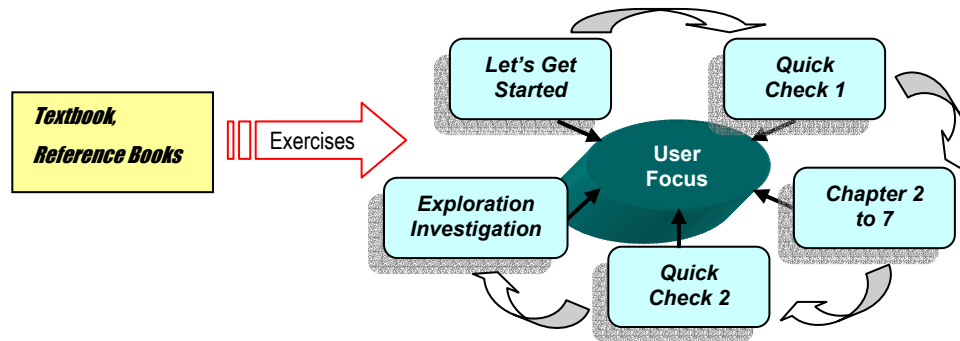 Textbook,
Reference Books
Exercises
Let's Get
Started
Quick
Check 1
User
Focus
Chapter 2
to 7
Quick
Check 2
Exploration
Investigation